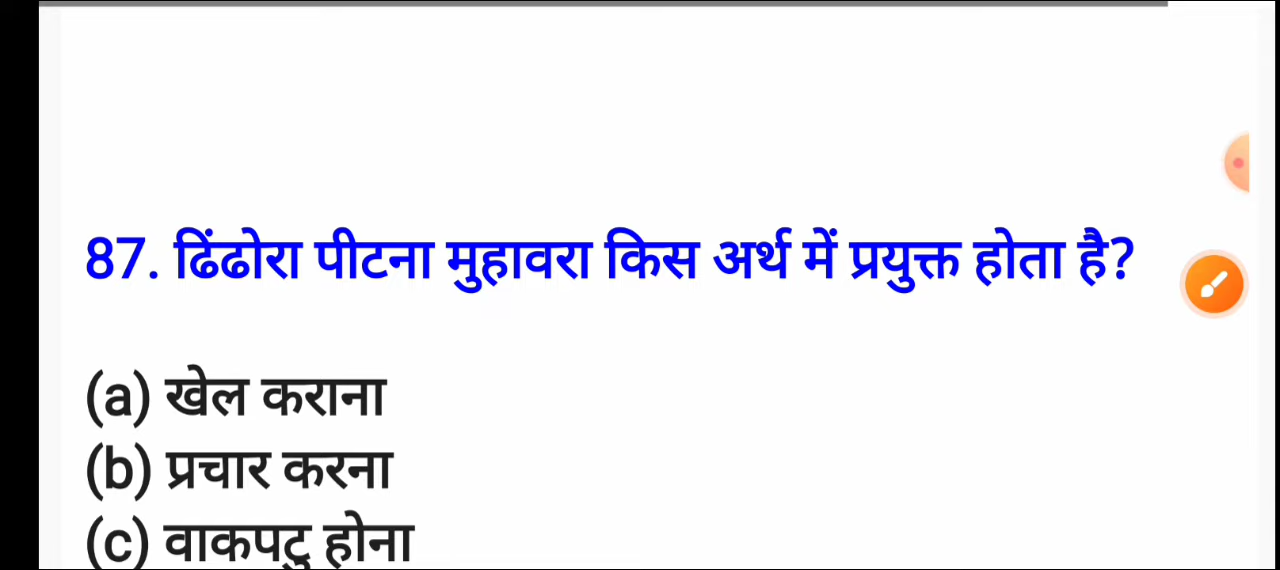 87. ढिंढोरा पीटना मुहावरा किस अर्थ में प्रयुक्त होता है?
(a) खेल कराना
(b) प्रचार करना
(c) वाकपटु होना